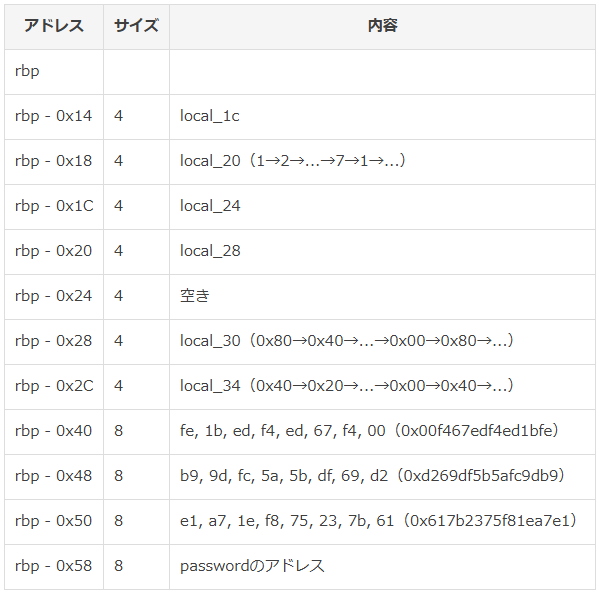 アドレス サイズ 内容
rbp
rbp - 0x14 4 local_1c
rbp - 0x18 4 local_20（1→2→...→7→1→...）
rbp - 0x1C 4 local_24
rbp - 0x20 4 local_28
rbp - 0x24 4 空き
rbp - 0x28 4 local_30（0x80→0x40→...→0x00→0x80→...）
rbp - 0x2C 4 local_34（0x40→0x20→...→0x00→0x40→...）
rbp - 0x40 8 fe, 1b, ed, f4, ed, 67, f4, 00（0x00f467edf4ed1bfe）
rbp - 0x48 8 b9, 9d, fc, 5a, 5b, df, 69, d2（0xd269df5b5afc9db9）
rbp - 0x50 8 e1, a7, 1e, f8, 75, 23, 7b, 61（0x617b2375f81ea7e1）
rbp - 0x58 8 passwordのアドレス